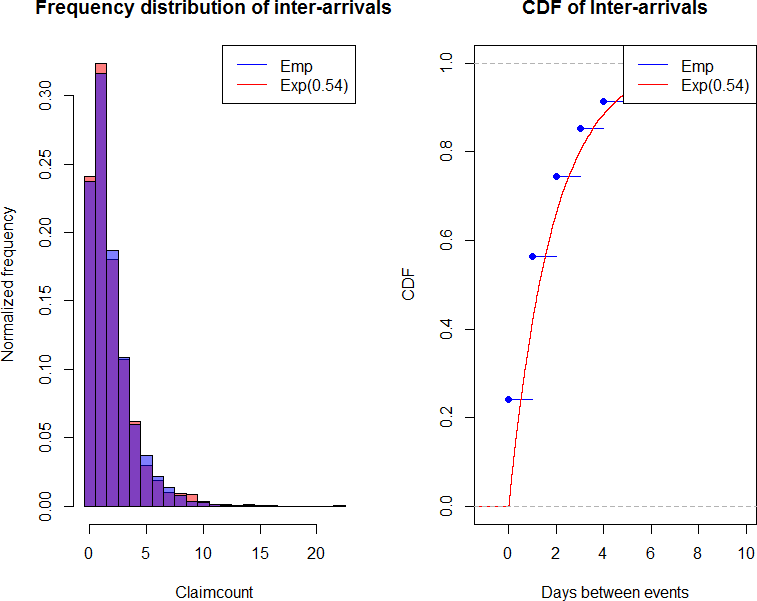 Frequency distribution of inter-arrivals
Emp
Exp(0.54)
Normalized frequency
0.30
0.25
0.20
0.15
0.10
0.05
0.00
0 5 10 15 20
Claimcount
CDF of Inter-arrivals
Emp
Exp(0.54)
CDF
1.0
0.8
0.6
0.4
0.2
0.0
0 2 4 6 8 10
Days between events